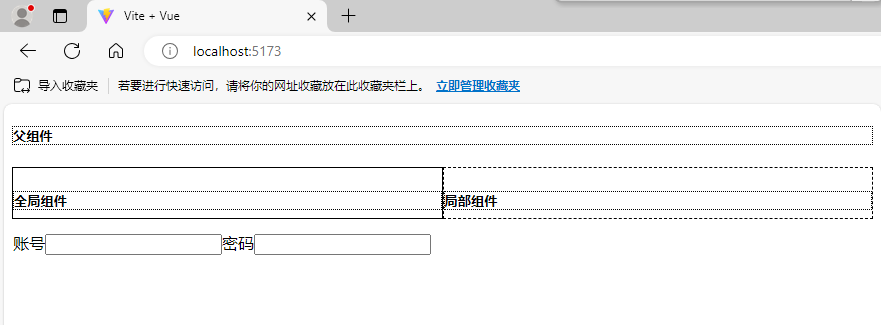 Vite + Vue
localhost:5173
导入收藏夹 若要进行快速访问，请将你的网址收藏放在此收藏夹栏上。 立即管理收藏夹
父组件
全局组件 局部组件
账号 密码